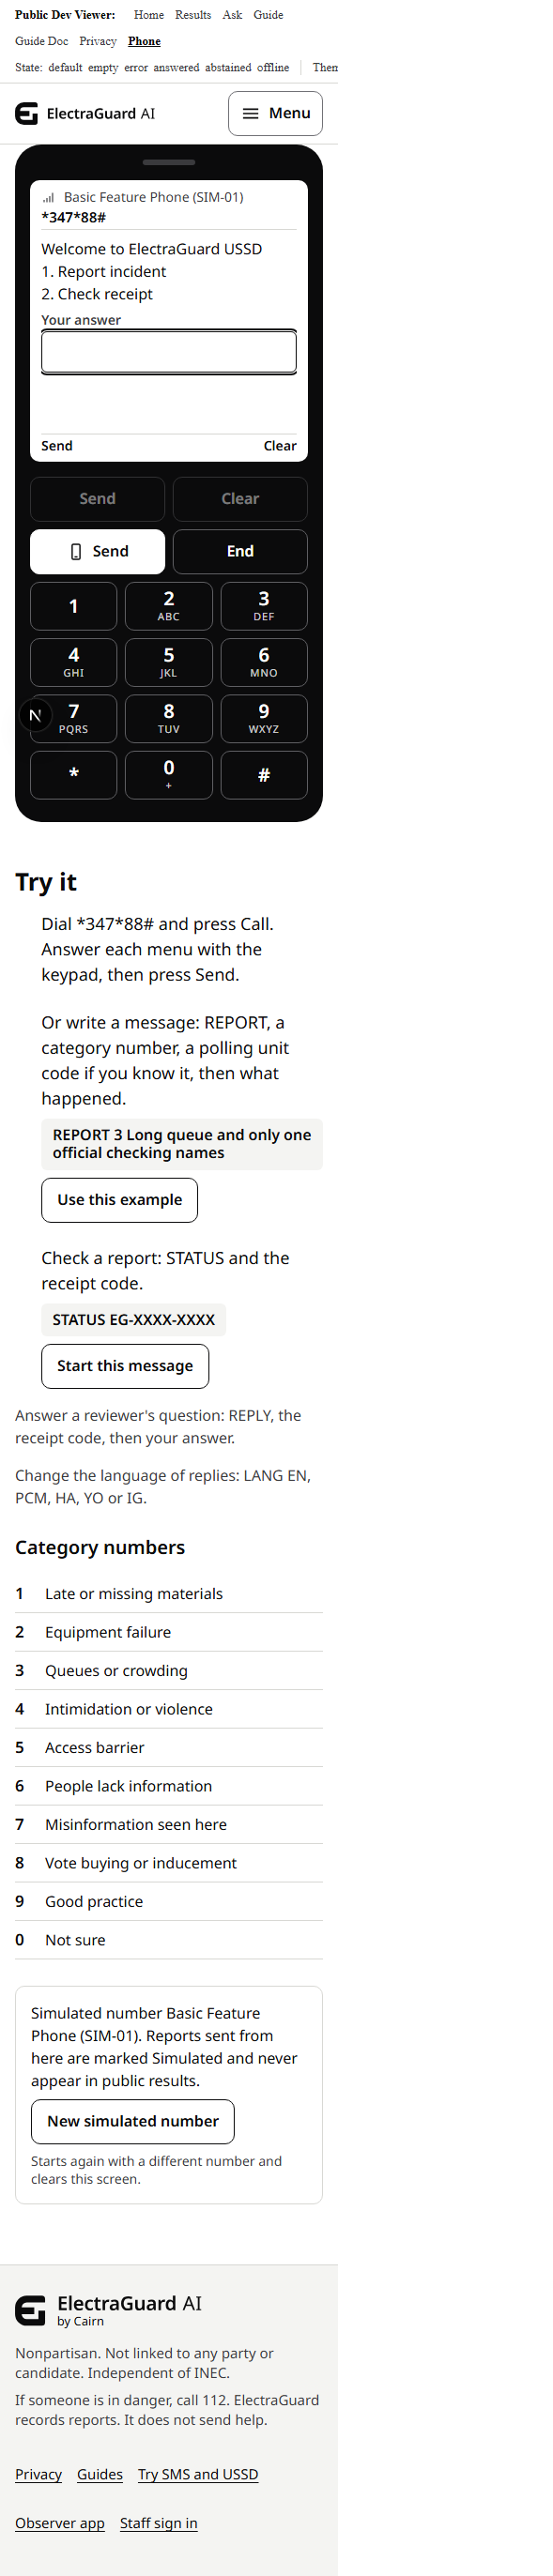 Public Dev Viewer: Home Results Ask Guide
Guide Doc Privacy Phone
State: default empty error answered abstained offline
ElectraGuard AI
Menu
Basic Feature Phone (SIM-01)
*347*88#
Welcome to ElectraGuard USSD
1. Report incident
2. Check receipt
Your answer
Send Clear
Send Clear
Send End
1 2 ABC 3 DEF
4 GHI 5 JKL 6 MNO
N
7 PQRS 8 TUV 9 WXYZ
* 0 + #
Try it
Dial *347*88# and press Call.
Answer each menu with the
keypad, then press Send.
Or write a message: REPORT, a
category number, a polling unit
code if you know it, then what
happened.
REPORT 3 Long queue and only one
official checking names
Use this example
Check a report: STATUS and the
receipt code.
STATUS EG-XXXX-XXXX
Start this message
Answer a reviewer's question: REPLY, the
receipt code, then your answer.
Change the language of replies: LANG EN,
PCM, HA, YO or IG.
Category numbers
1 Late or missing materials
2 Equipment failure
3 Queues or crowding
4 Intimidation or violence
5 Access barrier
6 People lack information
7 Misinformation seen here
8 Vote buying or inducement
9 Good practice
0 Not sure
Simulated number Basic Feature
Phone (SIM-01). Reports sent from
here are marked Simulated and never
appear in public results.
New simulated number
Starts again with a different number and
clears this screen.
ElectraGuard AI
by Cairn
Nonpartisan. Not linked to any party or
candidate. Independent of INEC.
If someone is in danger, call 112. ElectraGuard
records reports. It does not send help.
Privacy Guides Try SMS and USSD
Observer app Staff sign in